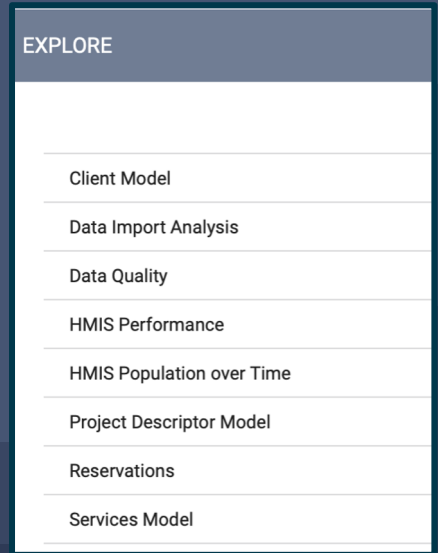 EXPLORE
Client Model
Data Import Analysis
Data Quality
HMIS Performance
HMIS Population over Time
Project Descriptor Model
Reservations
Services Model